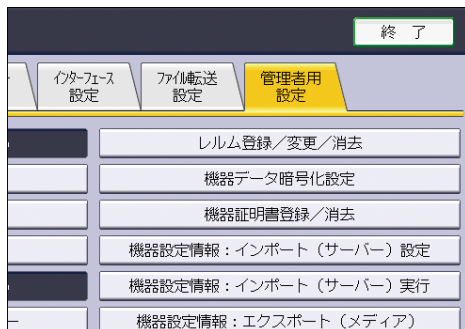 終 了
インターフェース
設定
ファイル転送
設定
管理者用
設定
レルム登録／変更／消去
機器データ暗号化設定
機器証明書登録／消去
機器設定情報：インポート（サーバー）設定
機器設定情報：インポート（サーバー）実行
機器設定情報：エクスポート（メディア）